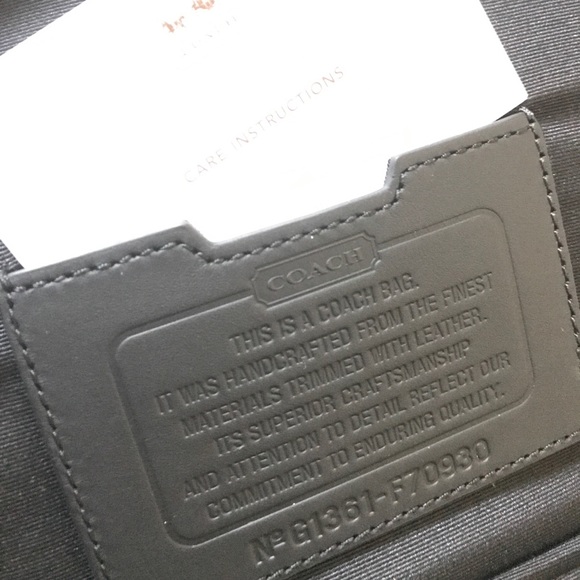 COACH
CARE INSTRUCTIONS
COACH
THIS IS A COACH BAG.
IT WAS HANDCRAFTED FROM THE FINEST
MATERIALS TRIMMED WITH LEATHER.
ITS SUPERIOR CRAFTSMANSHIP
AND ATTENTION TO DETAIL REFLECT OUR
COMMITMENT TO ENDURING QUALITY.
Nº G1361-F70930